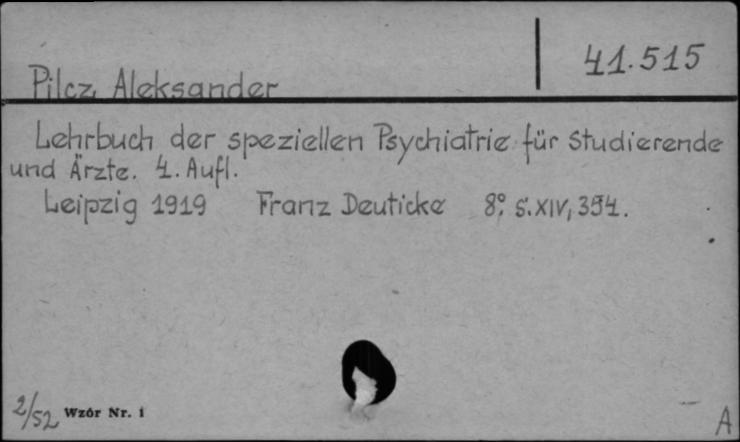 41.515
Pilcz, Aleksander
Lehrbuch der speziellen Psychiatrie für Studierende
und Ärzte. 4. Aufl.
Leipzig 1919 Franz Deuticke 8°, s. XIV, 354.
2/52 Wzór Nr. 1
A